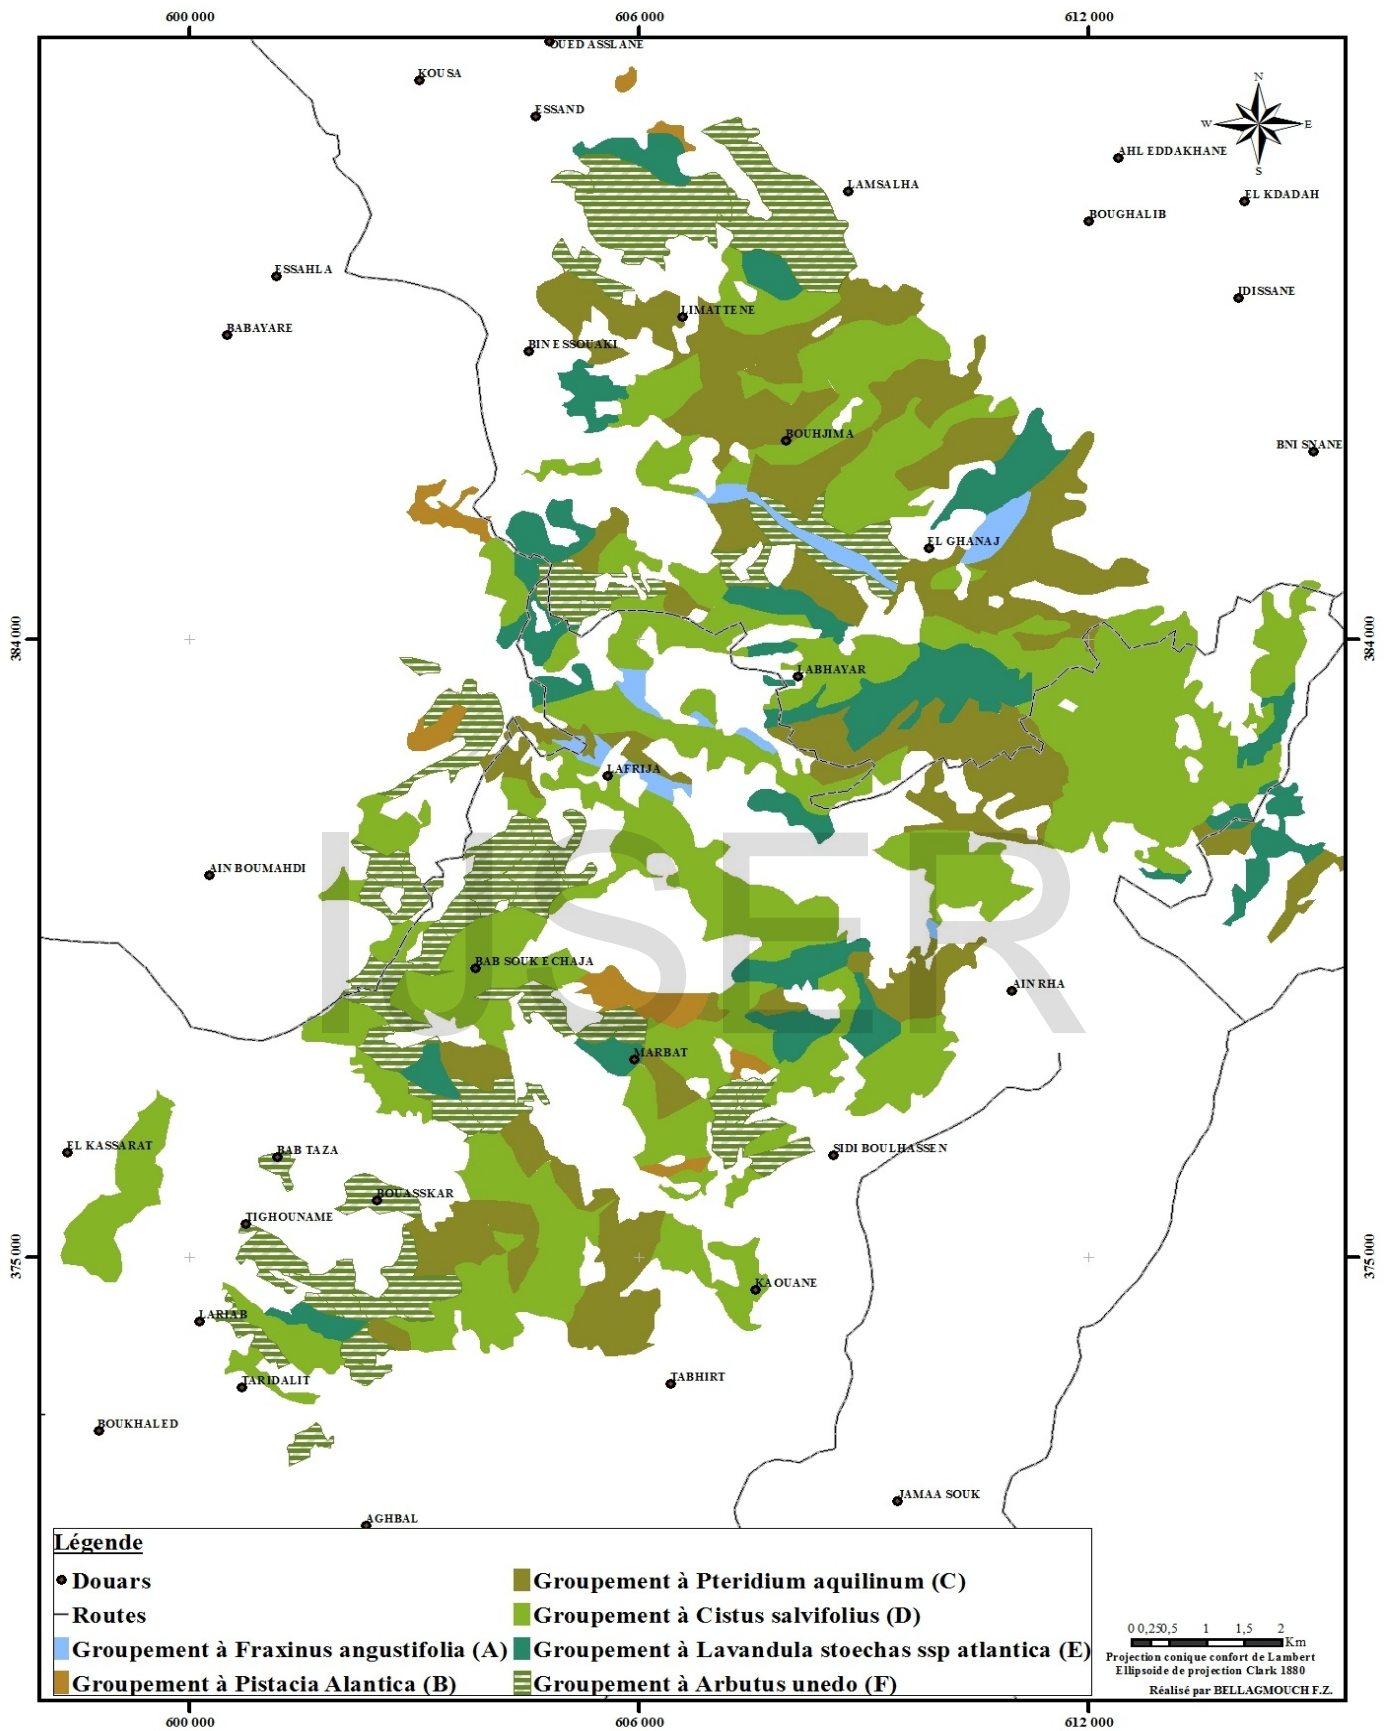 600 000 606 000 612 000
OUED ASSLANE
KOUSA
ESSAND
N
W E
S
AHL EDDAKHANE
LAMSALHA
EL KDADAH
BOUGHALIB
ESSAHLA
IDISSANE
LIMATTENE
BABAYARE
BIN ESSOUAKI
BOUHJIMA
BNI SNANE
EL GHANAJ
384 000 384 000
LABHAYAR
LAFRIJA
IJSER
AIN BOUMAHDI
BAB SOUK ECHAJA
AIN RHA
MARBAT
EL KASSARAT
BAB TAZA
SIDI BOULHASSEN
BOUASSKAR
TIGHOUNAME
375 000 375 000
KAOUANE
LARIAB
TARIDALIT
TABHIRT
BOUKHALED
JAMAA SOUK
AGHBAL
Légende
Douars
Routes
Groupement à Fraxinus angustifolia (A)
Groupement à Pistacia Alantica (B)
Groupement à Pteridium aquilinum (C)
Groupement à Cistus salvifolius (D)
Groupement à Lavandula stoechas ssp atlantica (E)
Groupement à Arbutus unedo (F)
0 0,250,5 1 1,5 2
Km
Projection conique confort de Lambert
Ellipsoide de projection Clark 1880
Réalisé par BELLAGMOUCH F.Z.
600 000 606 000 612 000